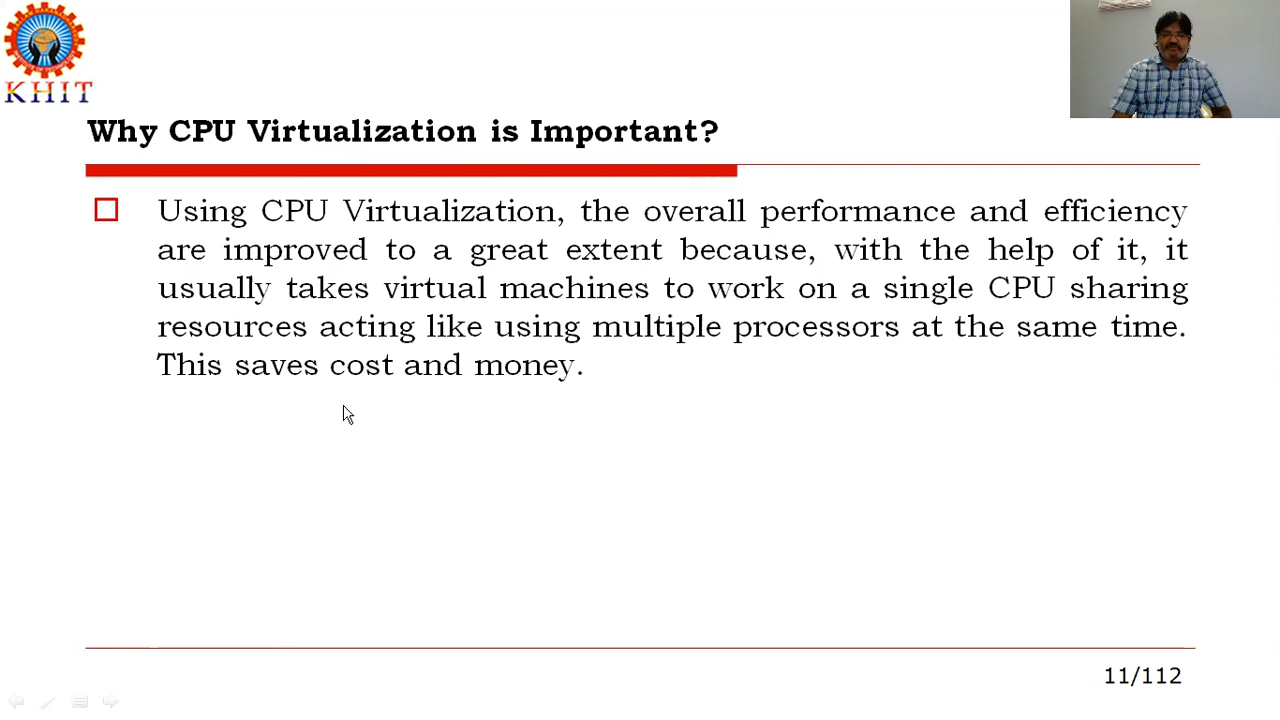 KHIT
Why CPU Virtualization is Important?
Using CPU Virtualization, the overall performance and efficiency
are improved to a great extent because, with the help of it, it
usually takes virtual machines to work on a single CPU sharing
resources acting like using multiple processors at the same time.
This saves cost and money.
11/112